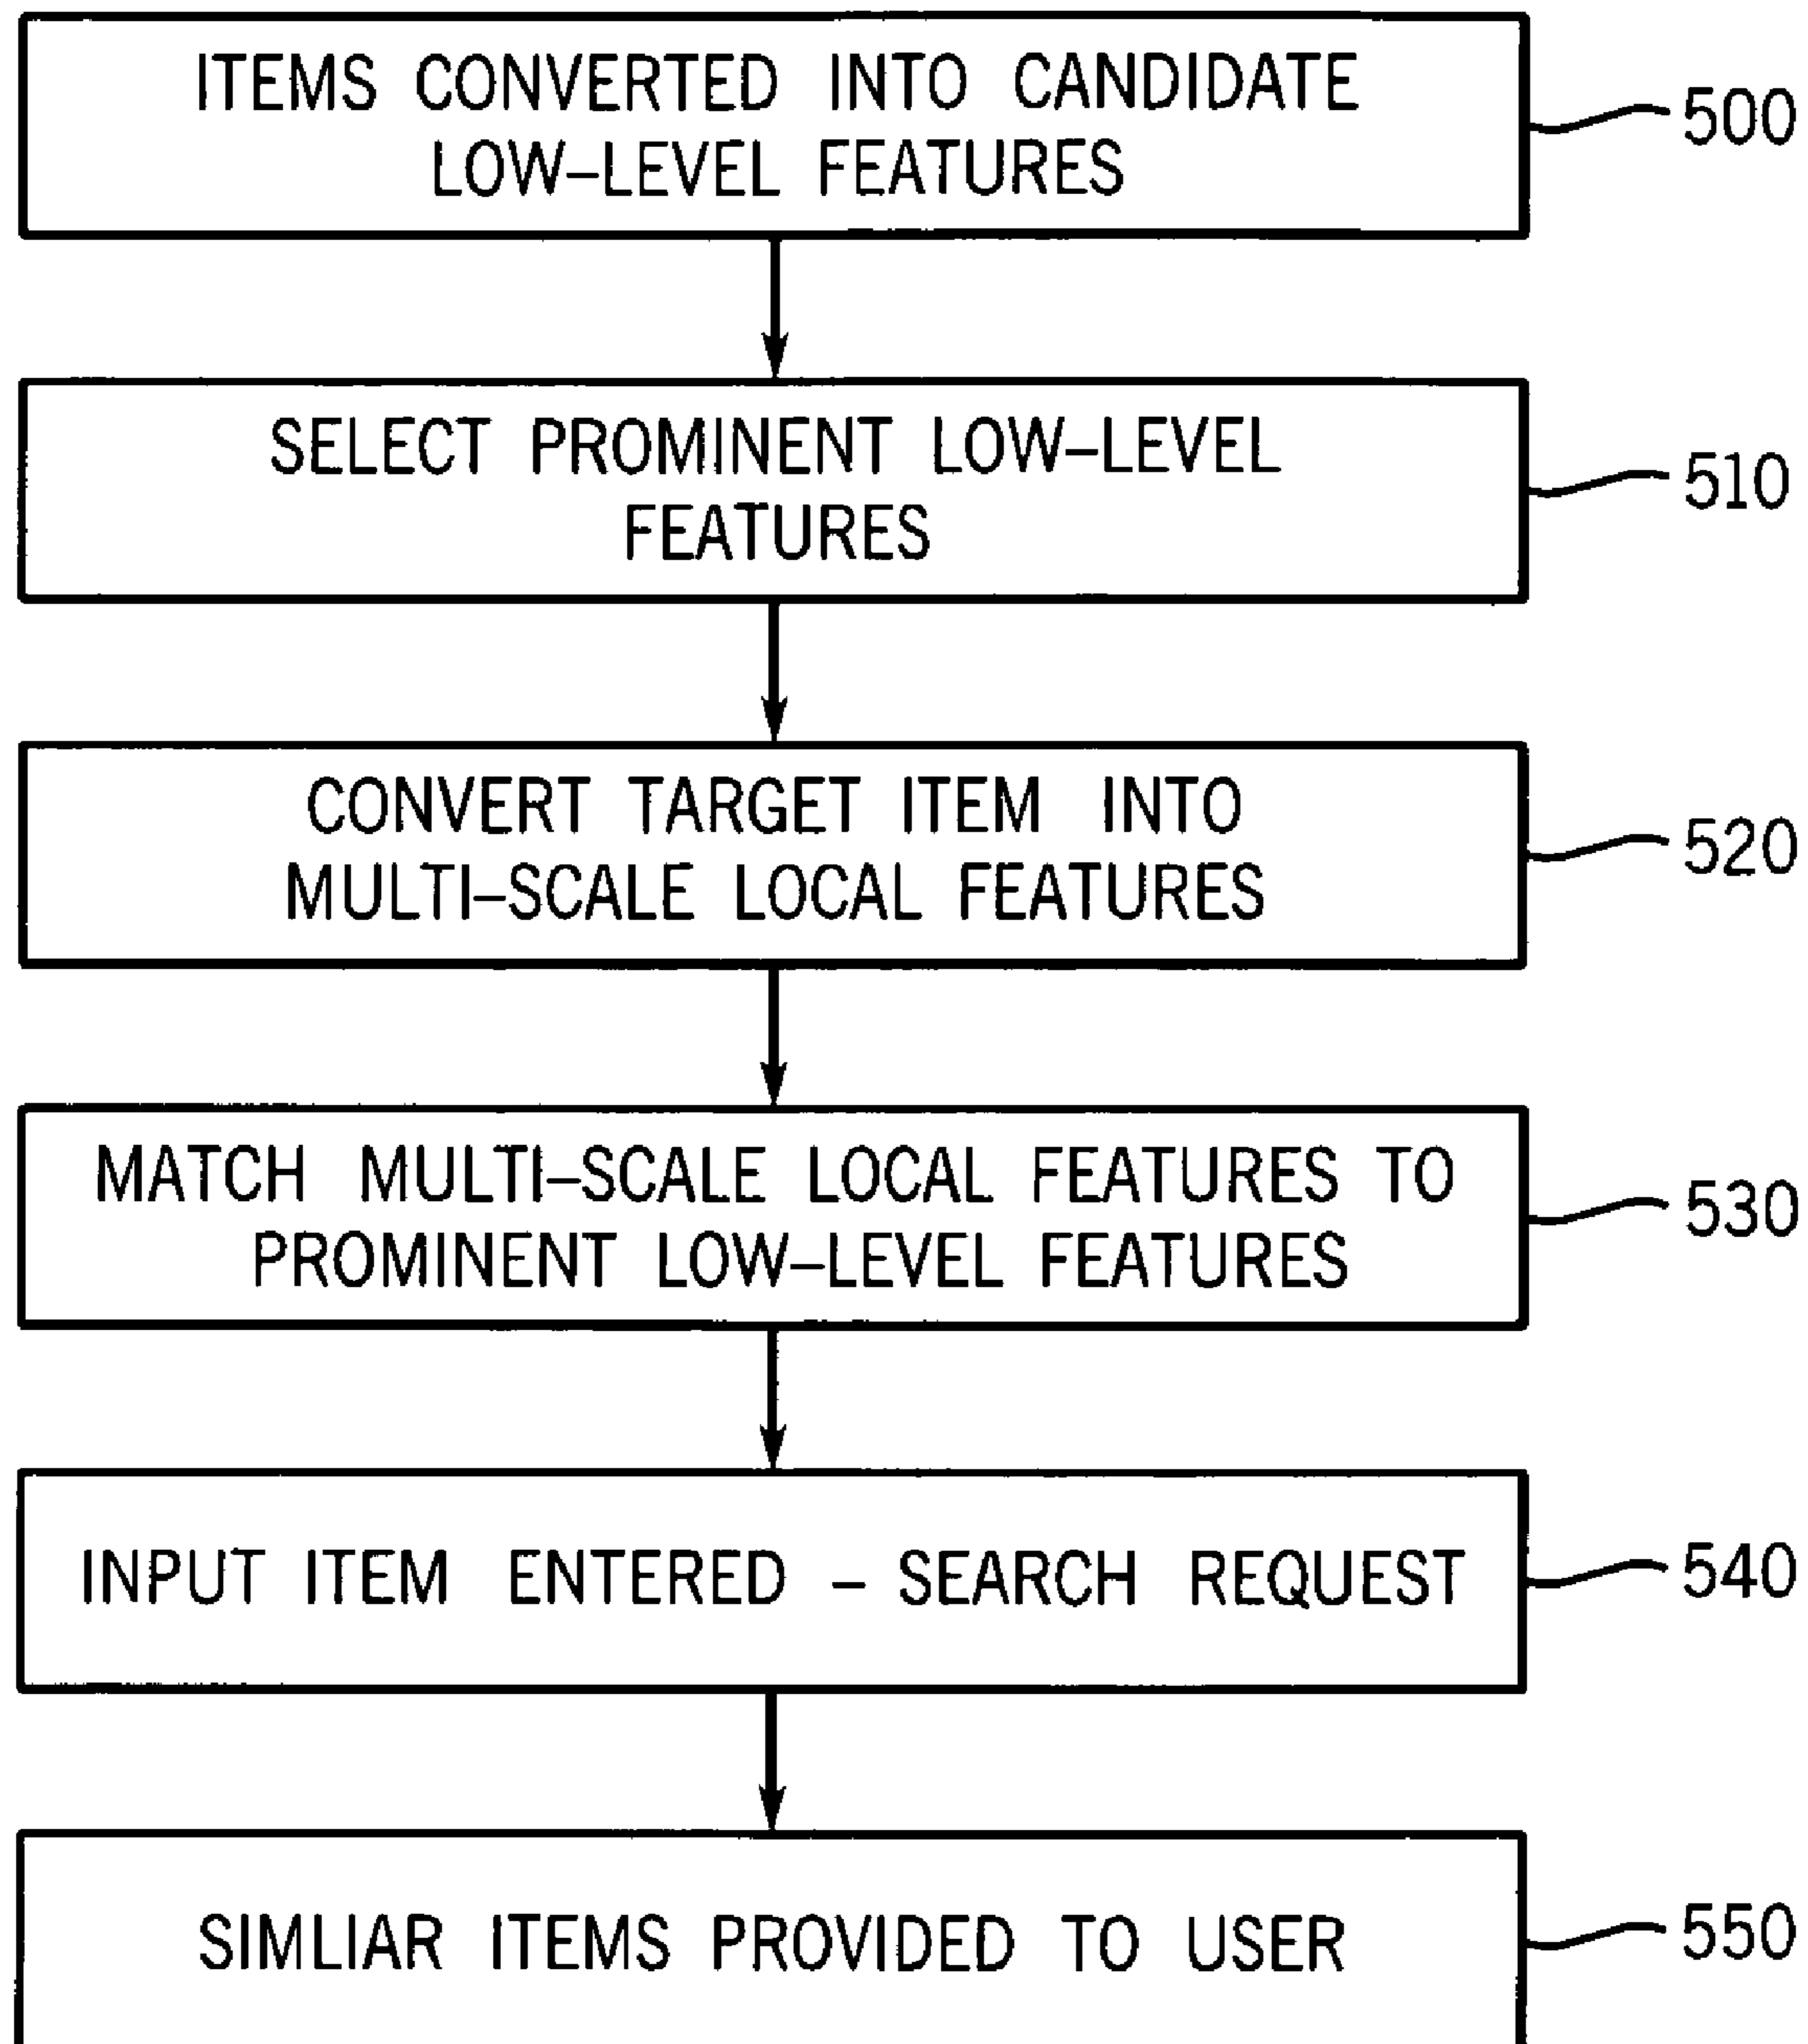 ITEMS CONVERTED INTO CANDIDATE
LOW-LEVEL FEATURES
500
SELECT PROMINENT LOW-LEVEL
FEATURES
510
CONVERT TARGET ITEM INTO
MULTI-SCALE LOCAL FEATURES
520
MATCH MULTI-SCALE LOCAL FEATURES TO
PROMINENT LOW-LEVEL FEATURES
530
INPUT ITEM ENTERED - SEARCH REQUEST
540
SIMLIAR ITEMS PROVIDED TO USER
550